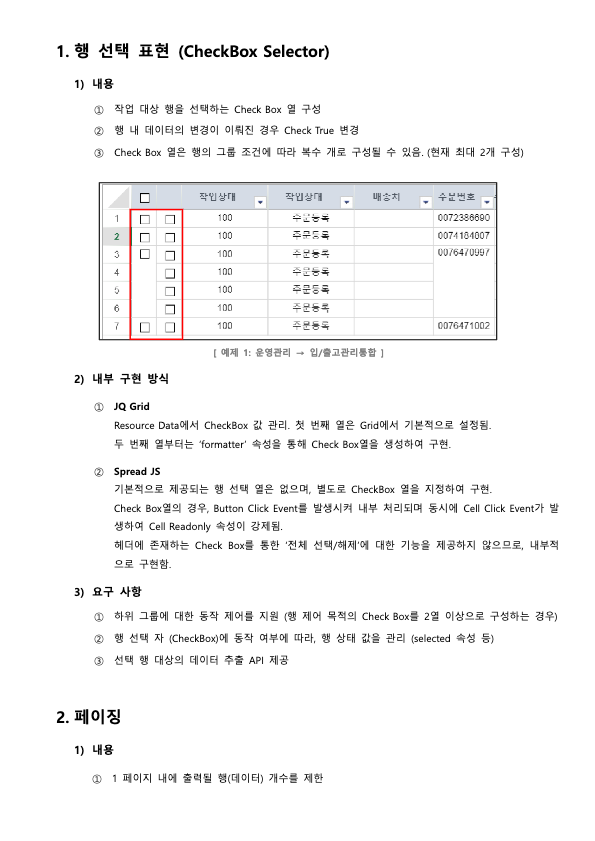 1. 행 선택 표현 (CheckBox Selector)
1) 내용
① 작업 대상 행을 선택하는 Check Box 열 구성
② 행 내 데이터의 변경이 이뤄진 경우 Check True 변경
③ Check Box 열은 행의 그룹 조건에 따라 복수 개로 구성될 수 있음. (현재 최대 2개 구성)
작업상태 작업상태 배송처 주문번호
1 100 주문등록 0072386690
2 100 주문등록 0074184807
3 100 주문등록 0076470997
4 100 주문등록
5 100 주문등록
6 100 주문등록
7 100 주문등록 0076471002
[ 예제 1: 운영관리 → 입/출고관리통합 ]
2) 내부 구현 방식
① JQ Grid
Resource Data에서 CheckBox 값 관리. 첫 번째 열은 Grid에서 기본적으로 설정됨.
두 번째 열부터는 ‘formatter’ 속성을 통해 Check Box열을 생성하여 구현.
② Spread JS
기본적으로 제공되는 행 선택 열은 없으며, 별도로 CheckBox 열을 지정하여 구현.
Check Box열의 경우, Button Click Event를 발생시켜 내부 처리되며 동시에 Cell Click Event가 발
생하여 Cell Readonly 속성이 강제됨.
헤더에 존재하는 Check Box를 통한 ‘전체 선택/해제’에 대한 기능을 제공하지 않으므로, 내부적
으로 구현함.
3) 요구 사항
① 하위 그룹에 대한 동작 제어를 지원 (행 제어 목적의 Check Box를 2열 이상으로 구성하는 경우)
② 행 선택 자 (CheckBox)에 동작 여부에 따라, 행 상태 값을 관리 (selected 속성 등)
③ 선택 행 대상의 데이터 추출 API 제공
2. 페이징
1) 내용
① 1 페이지 내에 출력될 행(데이터) 개수를 제한